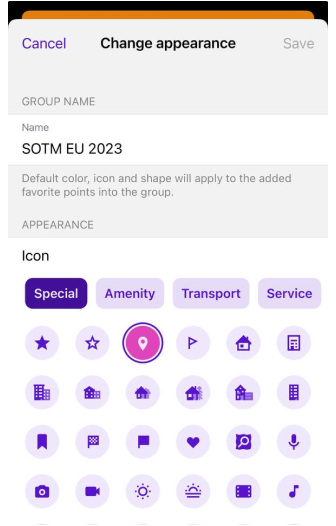 Cancel Change appearance Save
GROUP NAME
Name
SOTM EU 2023
Default color, icon and shape will apply to the added
favorite points into the group.
APPEARANCE
Icon
Special Amenity Transport Service